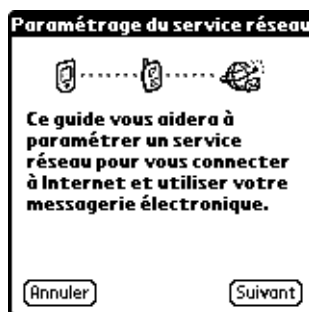 Paramétrage du service réseau
Ce guide vous aidera à
paramétrer un service
réseau pour vous connecter
à Internet et utiliser votre
messagerie électronique.
Annuler
Suivant